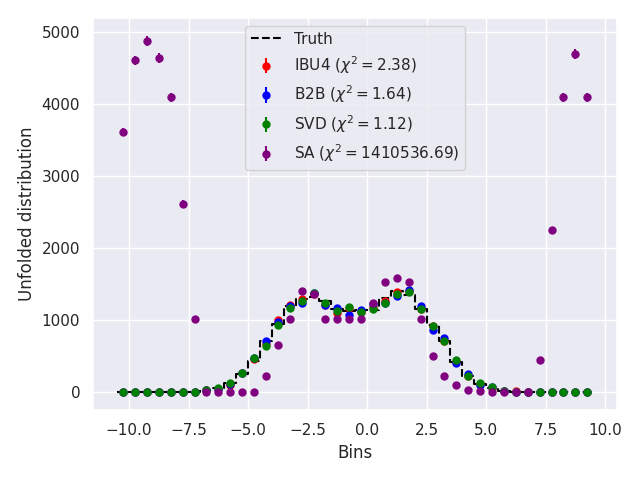 5000
4000
3000
2000
1000
0
Unfolded distribution
Truth
IBU4 (χ² = 2.38)
B2B (χ² = 1.64)
SVD (χ² = 1.12)
SA (χ² = 1410536.69)
−10.0 −7.5 −5.0 −2.5 0.0 2.5 5.0 7.5 10.0
Bins